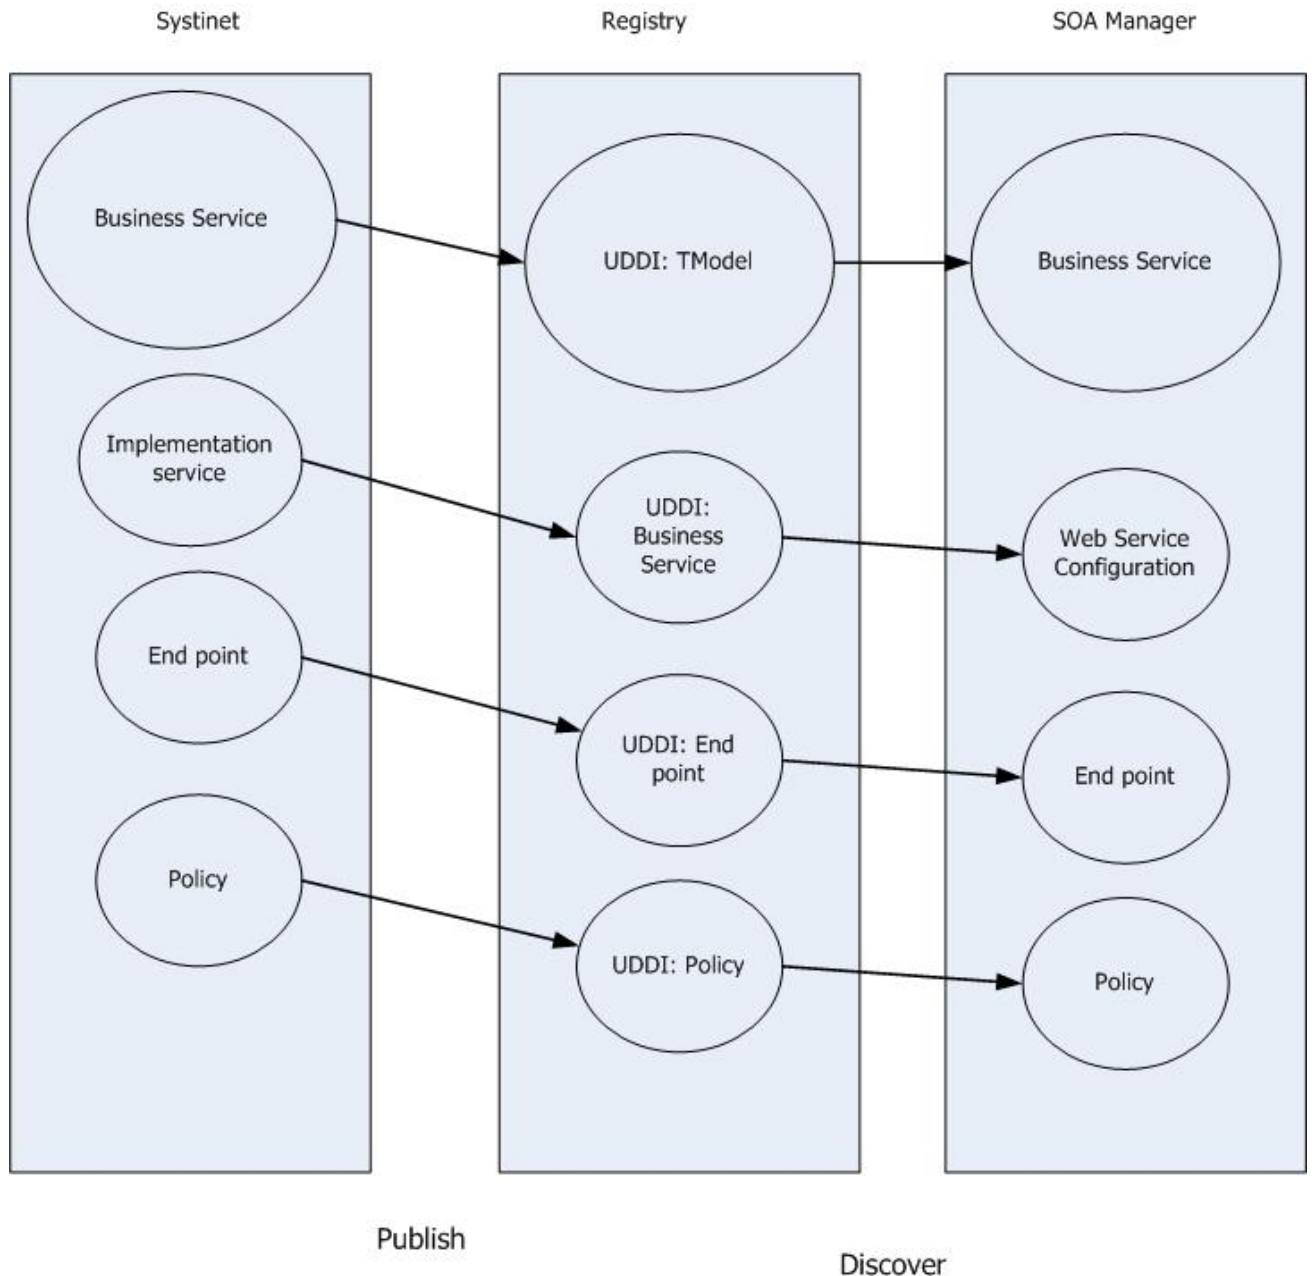 Systinet
Registry
SOA Manager
Business Service
UDDI: TModel
Business Service
Implementation
service
UDDI:
Business
Service
Web Service
Configuration
End point
UDDI: End
point
End point
Policy
UDDI: Policy
Policy
Publish
Discover